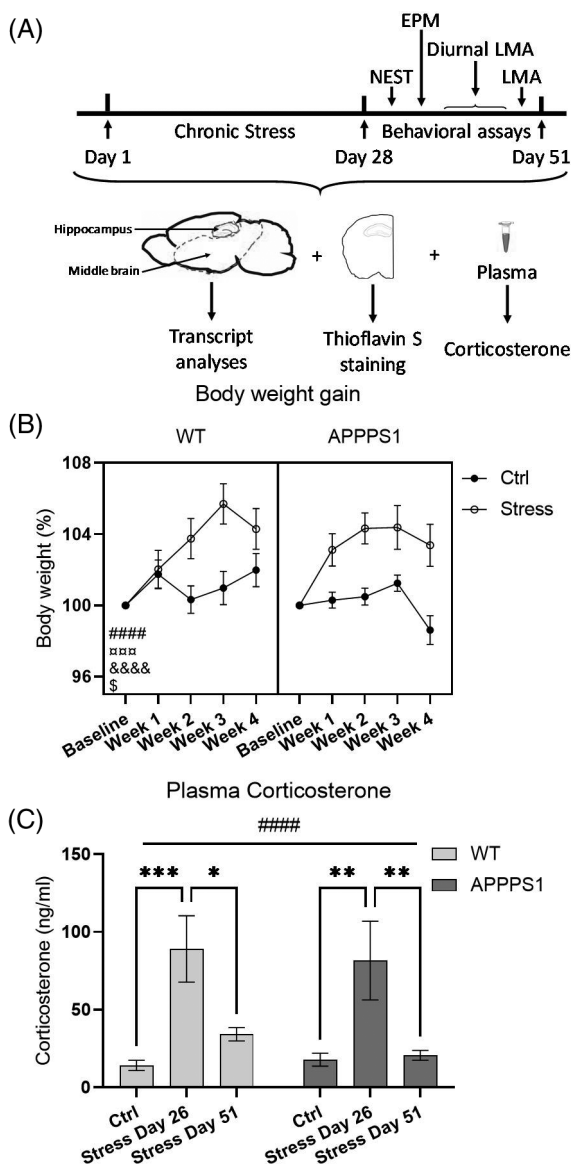 (A)
EPM
Diurnal LMA
NEST
LMA
Chronic Stress
Behavioral assays
Day 1
Day 28
Day 51
Hippocampus
Middle brain
+
+
Plasma
Transcript
analyses
Thioflavin S
staining
Corticosterone
Body weight gain
(B)
WT
APPPS1
108
104
100
96
Body weight (%)
Ctrl
Stress
####
¤¤¤
&&&&
$
Baseline
Week 1
Week 2
Week 3
Week 4
Baseline
Week 1
Week 2
Week 3
Week 4
Plasma Corticosterone
(C)
####
WT
APPPS1
150
100
50
0
Corticosterone (ng/ml)
***
*
**
**
Ctrl
Stress Day 26
Stress Day 51
Ctrl
Stress Day 26
Stress Day 51